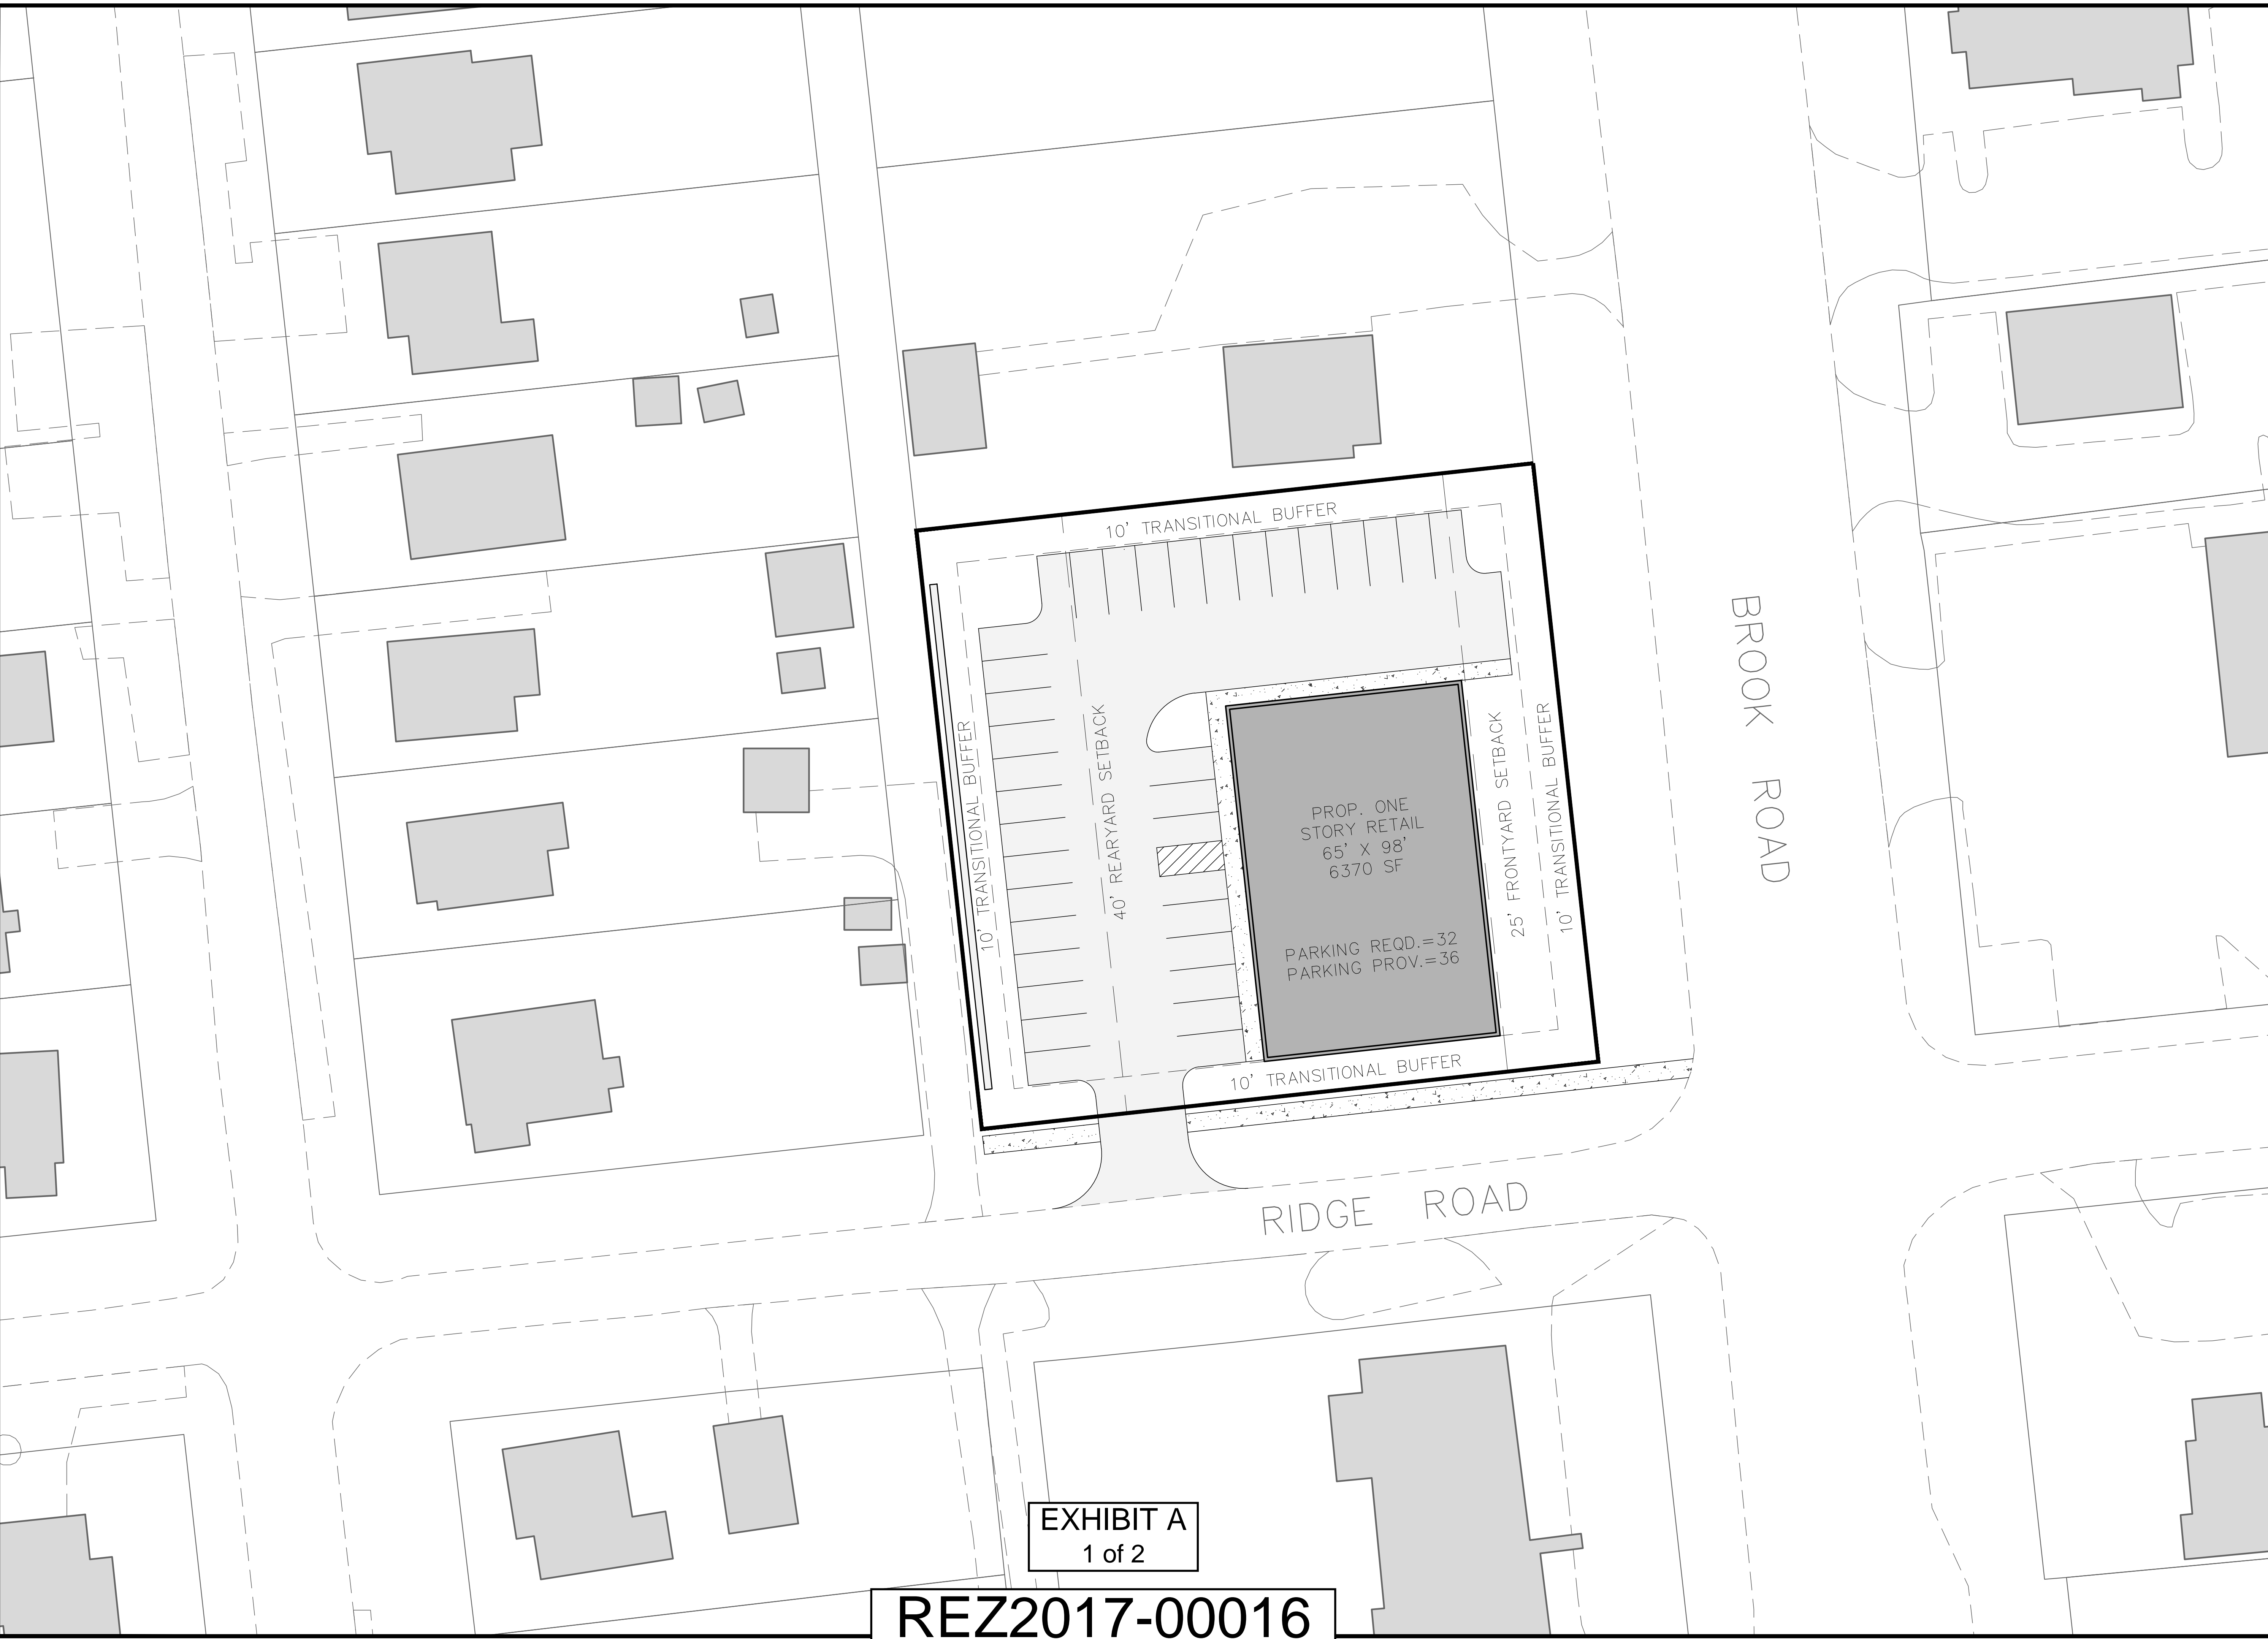 10' TRANSITIONAL BUFFER
10' TRANSITIONAL BUFFER
40' REARYARD SETBACK
PROP. ONE
STORY RETAIL
65' X 98'
6370 SF
PARKING REQD.=32
PARKING PROV.=36
25' FRONTYARD SETBACK
10' TRANSITIONAL BUFFER
10' TRANSITIONAL BUFFER
BROOK ROAD
RIDGE ROAD
EXHIBIT A
1 of 2
REZ2017-00016